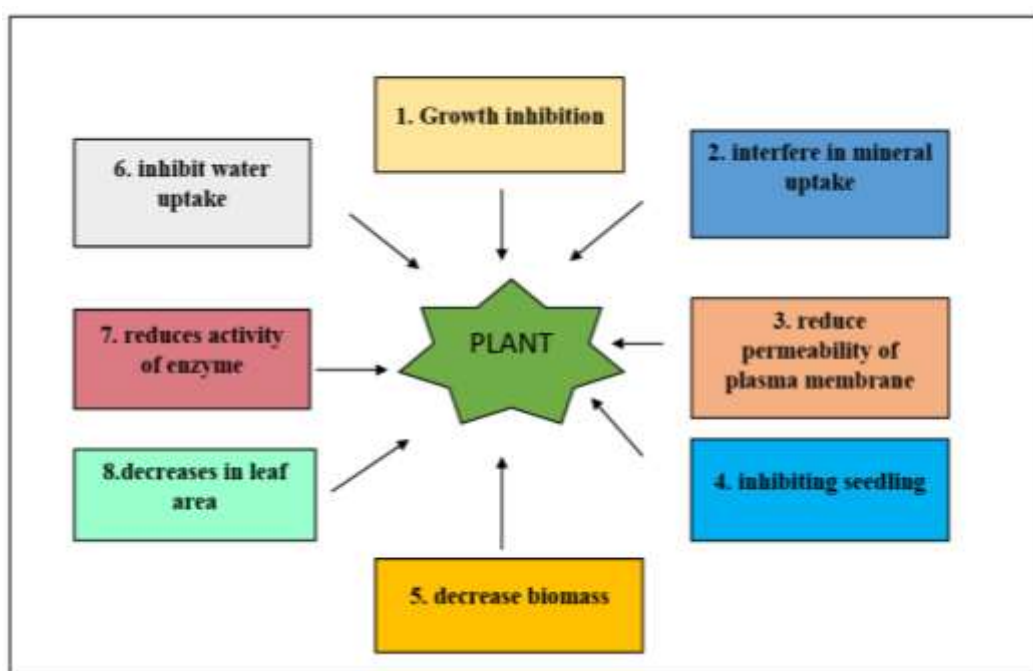 1. Growth inhibition
2. interfere in mineral
uptake
3. reduce
permeability of
plasma membrane
4. inhibiting seedling
5. decrease biomass
6. inhibit water
uptake
7. reduces activity
of enzyme
8.decreases in leaf
area
PLANT